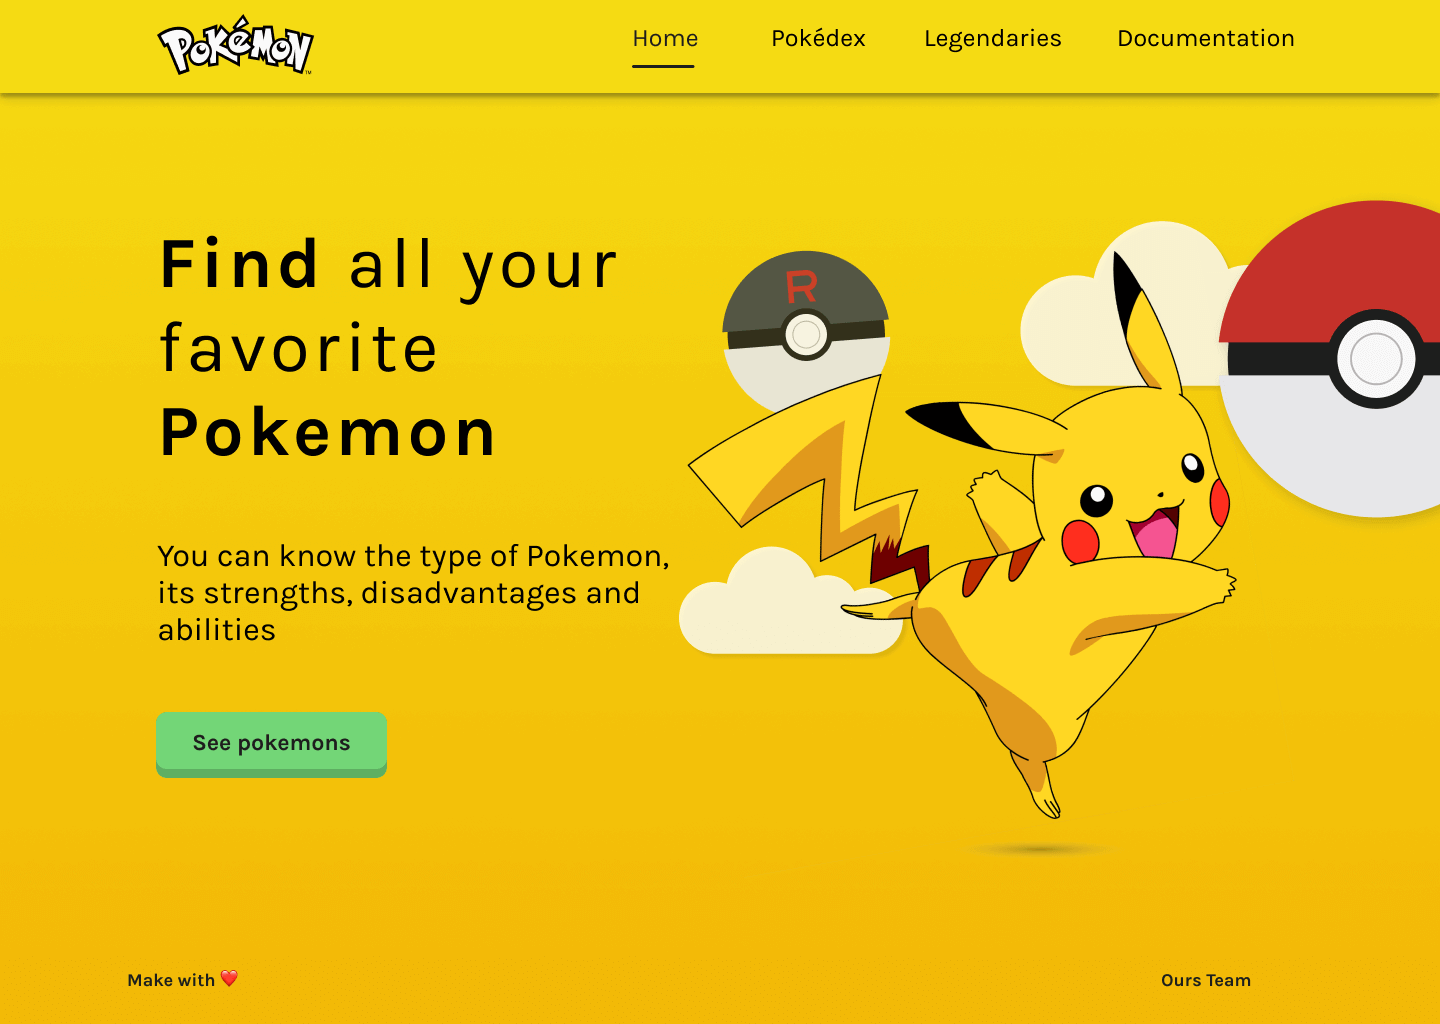 POKéMON™
Home Pokédex Legendaries Documentation
Find all your
favorite
Pokemon
R
You can know the type of Pokemon,
its strengths, disadvantages and
abilities
See pokemons
Make with ❤️
Ours Team